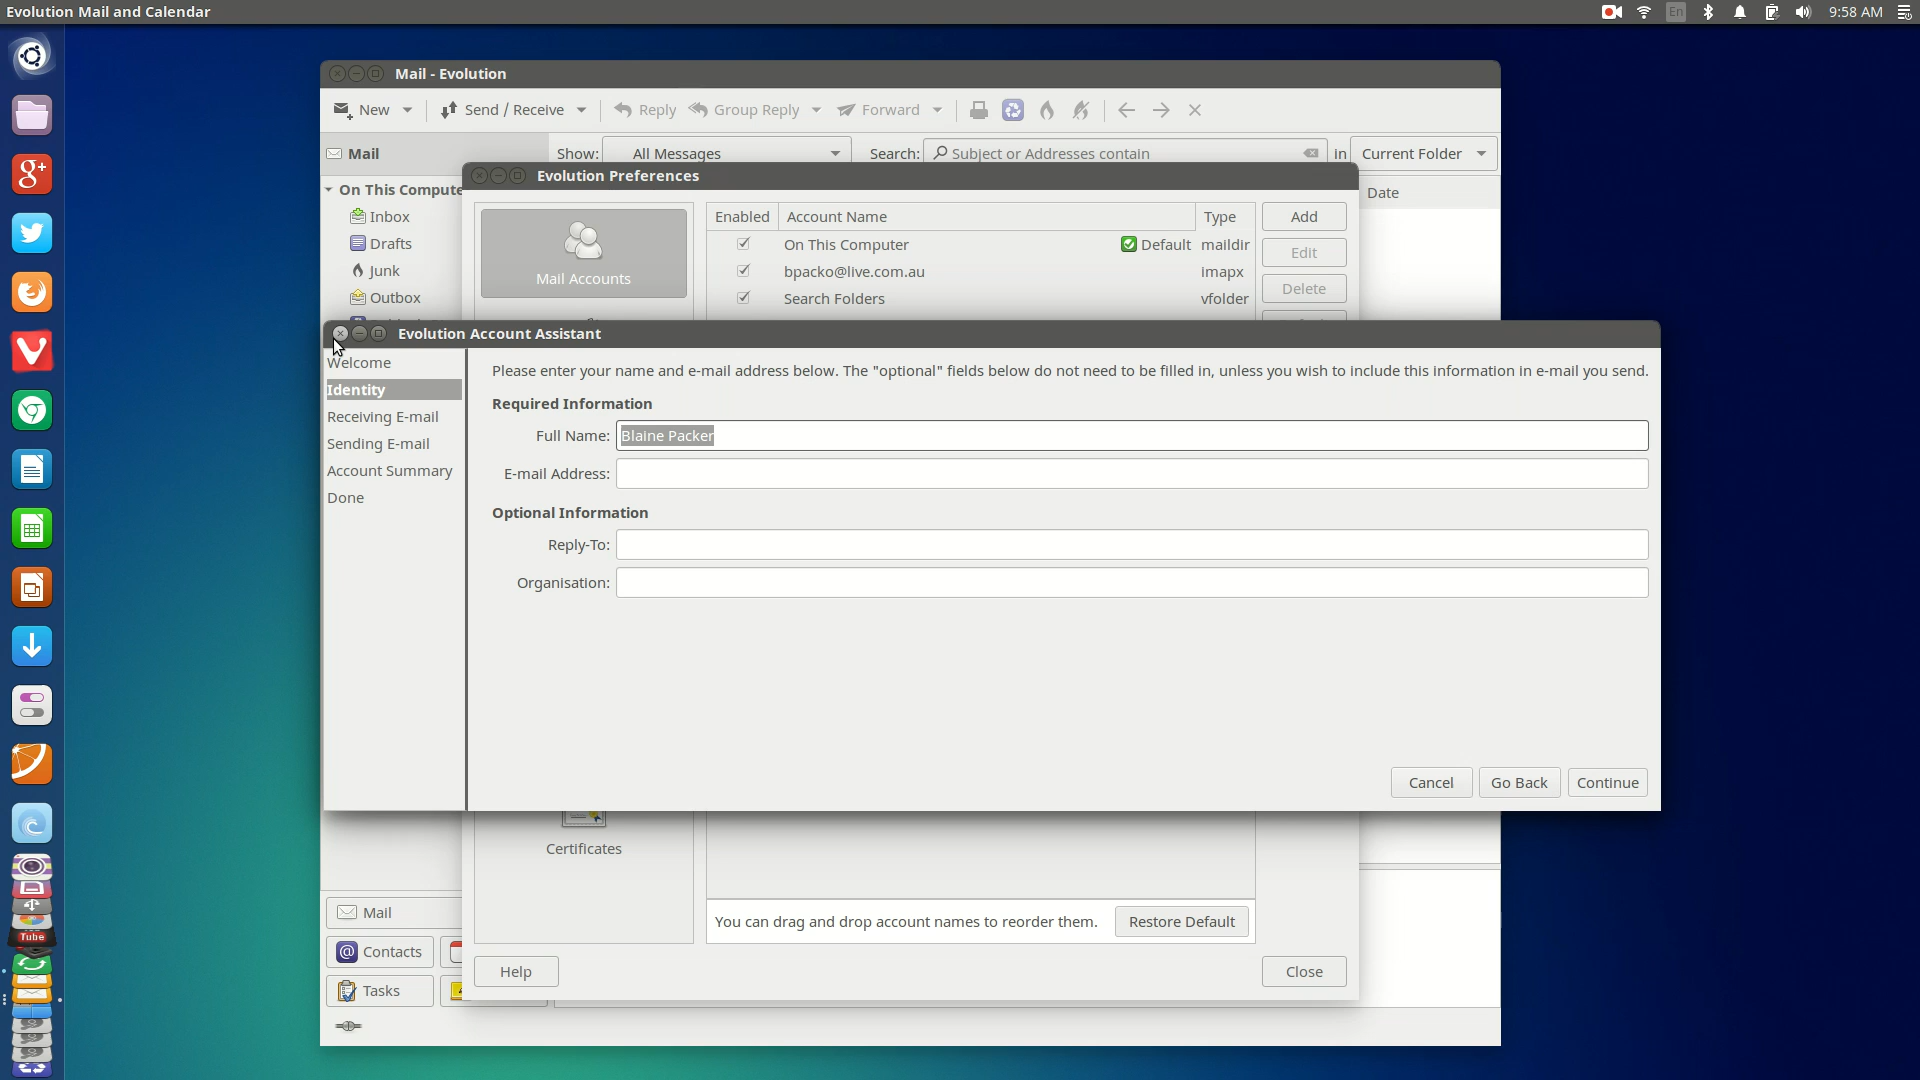 Evolution Mail and Calendar
En
9:58 AM
Mail - Evolution
New
Send / Receive
Reply
Group Reply
Forward
Mail
Show:
All Messages
Search:
Subject or Addresses contain
in
Current Folder
On This Compute
Inbox
Drafts
Junk
Outbox
Date
Evolution Preferences
Mail Accounts
Enabled
Account Name
Type
On This Computer
Default
maildir
bpacko@live.com.au
imapx
Search Folders
vfolder
Add
Edit
Delete
Evolution Account Assistant
Welcome
Identity
Receiving E-mail
Sending E-mail
Account Summary
Done
Please enter your name and e-mail address below. The "optional" fields below do not need to be filled in, unless you wish to include this information in e-mail you send.
Required Information
Full Name:
Blaine Packer
E-mail Address:
Optional Information
Reply-To:
Organisation:
Cancel
Go Back
Continue
Certificates
You can drag and drop account names to reorder them.
Restore Default
Help
Close
Mail
Contacts
Tasks
g+
Tube